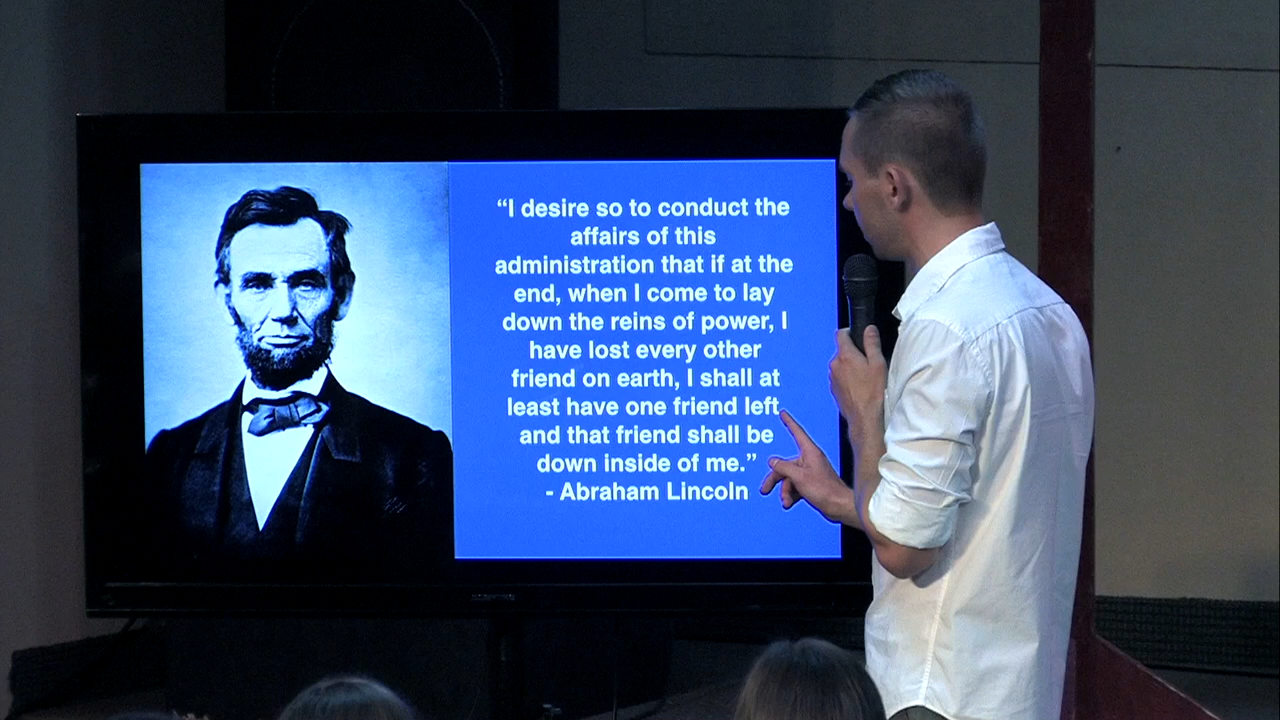 “I desire so to conduct the
affairs of this
administration that if at the
end, when I come to lay
down the reins of power, I
have lost every other
friend on earth, I shall at
least have one friend left,
and that friend shall be
down inside of me.”
- Abraham Lincoln